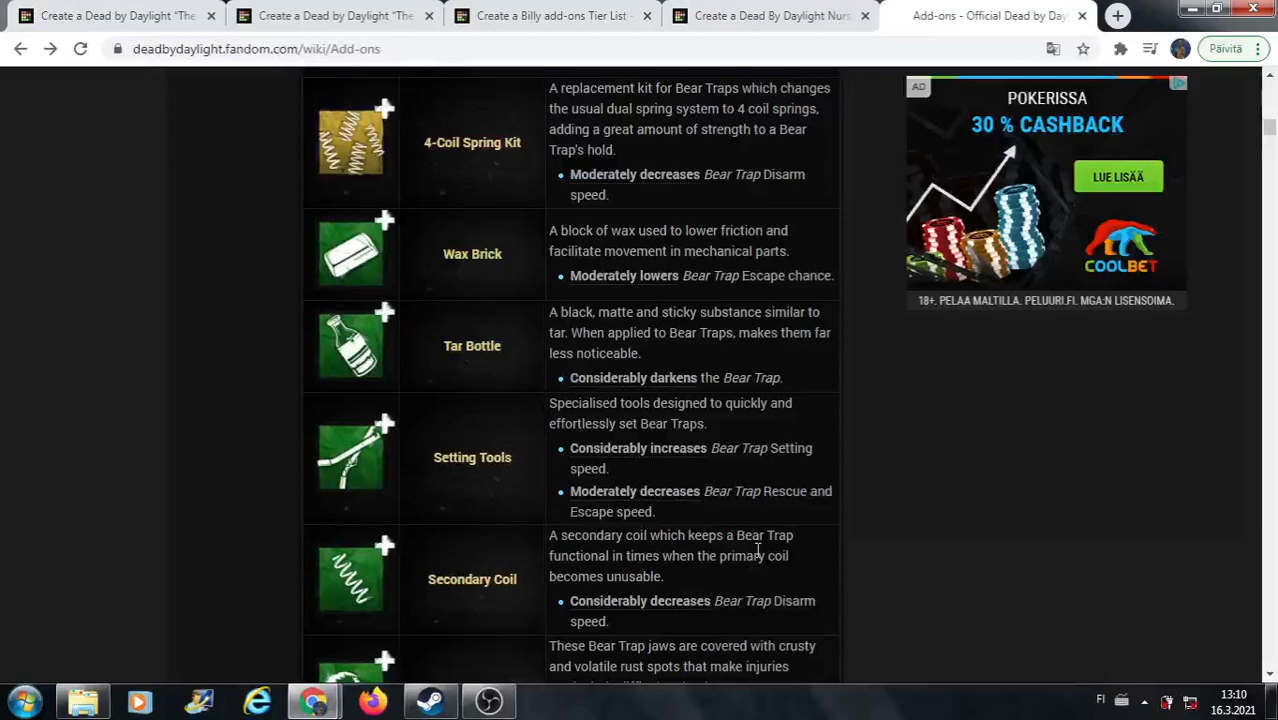 Create a Dead by Daylight "The
Create a Dead by Daylight "The
Create a Billy add-ons Tier List -
Create a Dead By Daylight Nurs
Add-ons - Official Dead by Day
deadbydaylight.fandom.com/wiki/Add-ons
Päivitä
A replacement kit for Bear Traps which changes
the usual dual spring system to 4 coil springs,
adding a great amount of strength to a Bear
Trap's hold.
4-Coil Spring Kit
• Moderately decreases Bear Trap Disarm
speed.
A block of wax used to lower friction and
facilitate movement in mechanical parts.
Wax Brick
• Moderately lowers Bear Trap Escape chance.
A black, matte and sticky substance similar to
tar. When applied to Bear Traps, makes them far
less noticeable.
Tar Bottle
• Considerably darkens the Bear Trap.
Specialised tools designed to quickly and
effortlessly set Bear Traps.
Setting Tools
• Considerably increases Bear Trap Setting
speed.
• Moderately decreases Bear Trap Rescue and
Escape speed.
A secondary coil which keeps a Bear Trap
functional in times when the primary coil
becomes unusable.
Secondary Coil
• Considerably decreases Bear Trap Disarm
speed.
These Bear Trap jaws are covered with crusty
and volatile rust spots that make injuries
AD
POKERISSA
30 % CASHBACK
LUE LISÄÄ
COOLBET
18+. PELAA MALTILLA. PELUURI.FI. MGA:N LISENSOIMA.
FI
13:10
16.3.2021